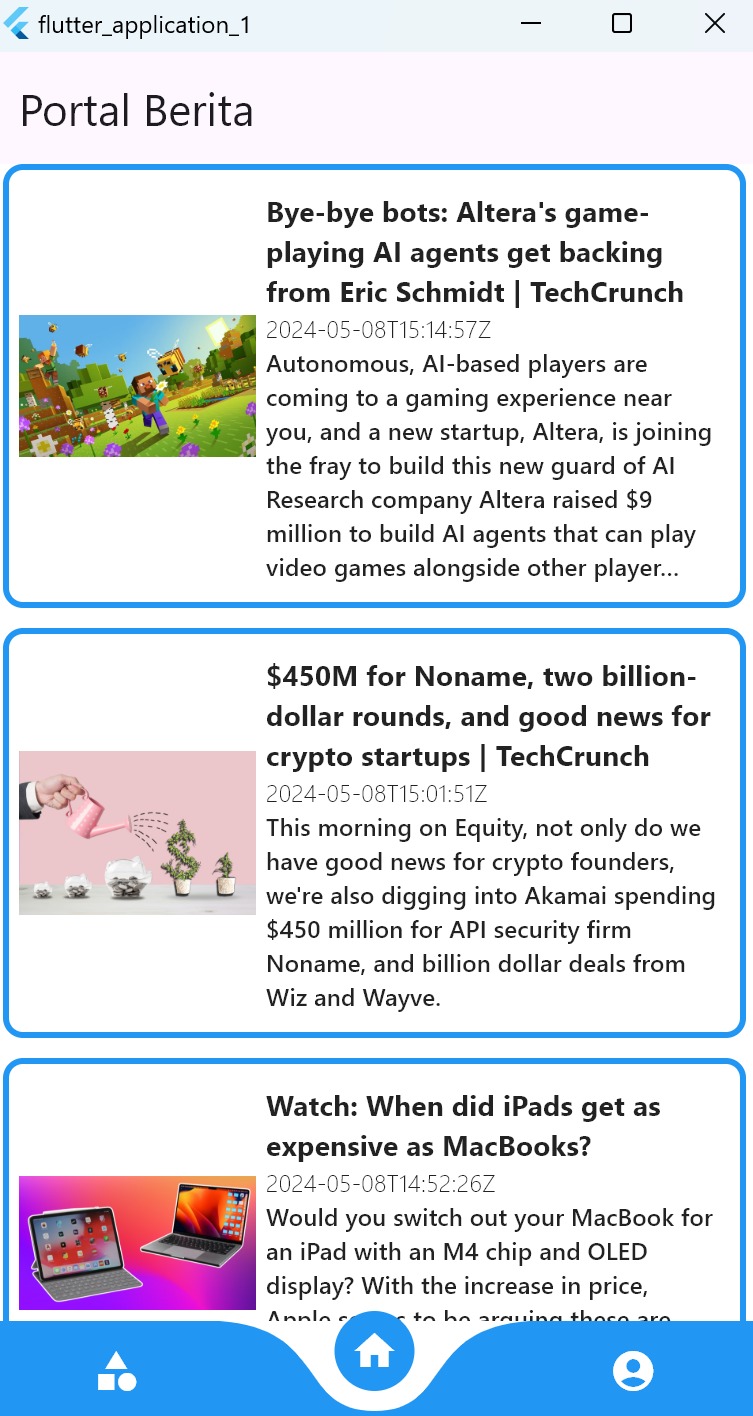 flutter_application_1
Portal Berita
Bye-bye bots: Altera's game-
playing AI agents get backing
from Eric Schmidt | TechCrunch
2024-05-08T15:14:57Z
Autonomous, AI-based players are
coming to a gaming experience near
you, and a new startup, Altera, is joining
the fray to build this new guard of AI
Research company Altera raised $9
million to build AI agents that can play
video games alongside other player...
$450M for Noname, two billion-
dollar rounds, and good news for
crypto startups | TechCrunch
2024-05-08T15:01:51Z
This morning on Equity, not only do we
have good news for crypto founders,
we're also digging into Akamai spending
$450 million for API security firm
Noname, and billion dollar deals from
Wiz and Wayve.
Watch: When did iPads get as
expensive as MacBooks?
2024-05-08T14:52:26Z
Would you switch out your MacBook for
an iPad with an M4 chip and OLED
display? With the increase in price,
Apple to be arguing these are